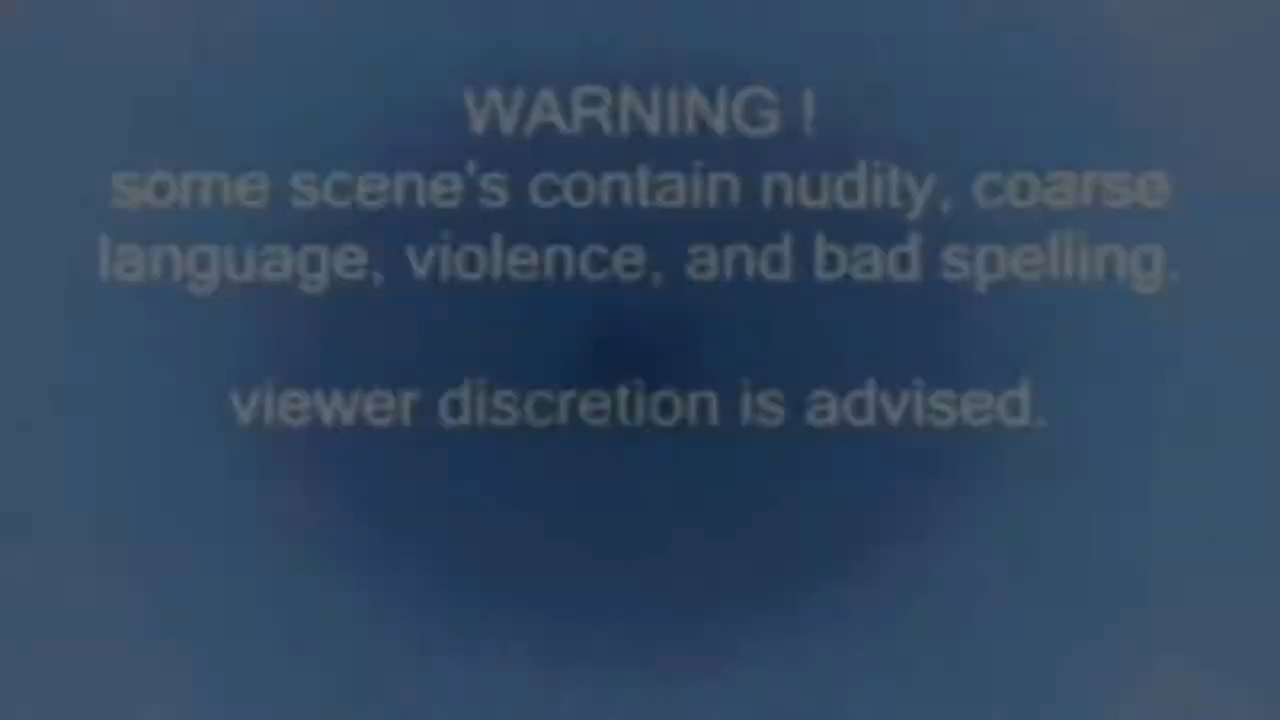 WARNING !
some scene's contain nudity, coarse
language, violence, and bad spelling.
viewer discretion is advised.